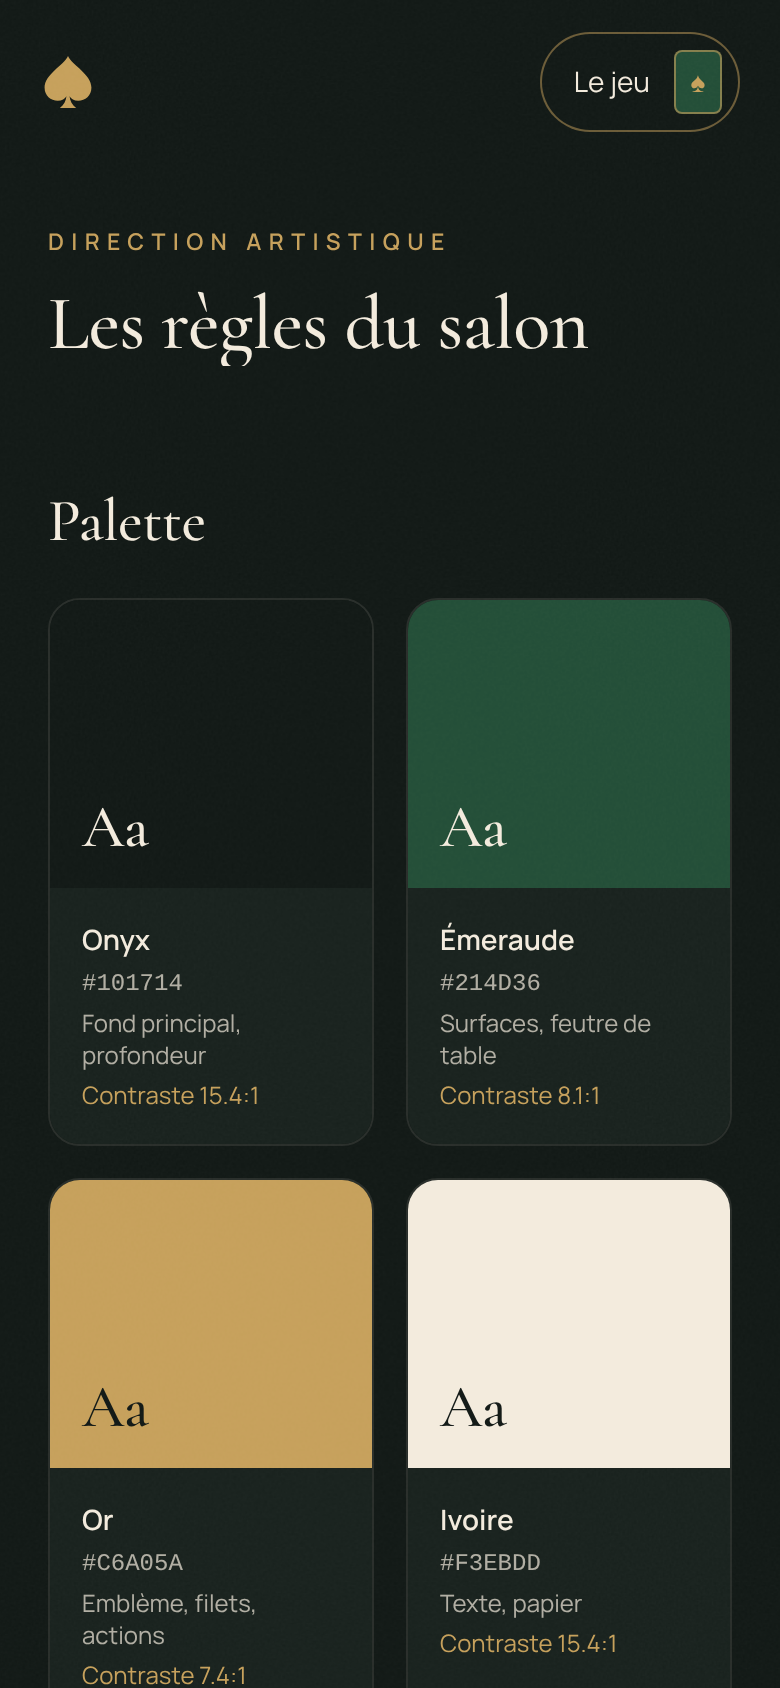 Le jeu
DIRECTION ARTISTIQUE
Les règles du salon
Palette
Aa
Onyx
#101714
Fond principal,
profondeur
Contraste 15.4:1
Aa
Émeraude
#214D36
Surfaces, feutre de
table
Contraste 8.1:1
Aa
Or
#C6A05A
Emblème, filets,
actions
Contraste 7.4:1
Aa
Ivoire
#F3EBDD
Texte, papier
Contraste 15.4:1